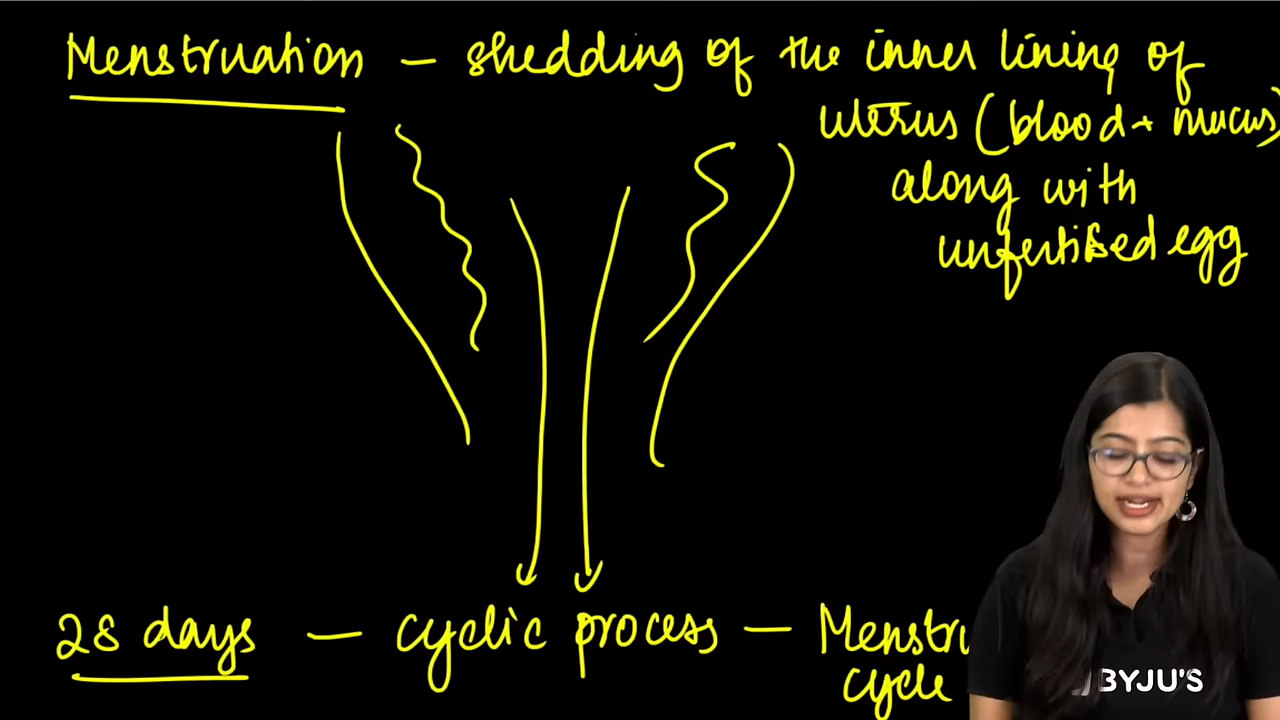 Menstruation – shedding of the inner lining of
uterus (blood + mucus)
along with
unfertilised egg
28 days – cyclic process – Menstru
cycle
BYJU'S